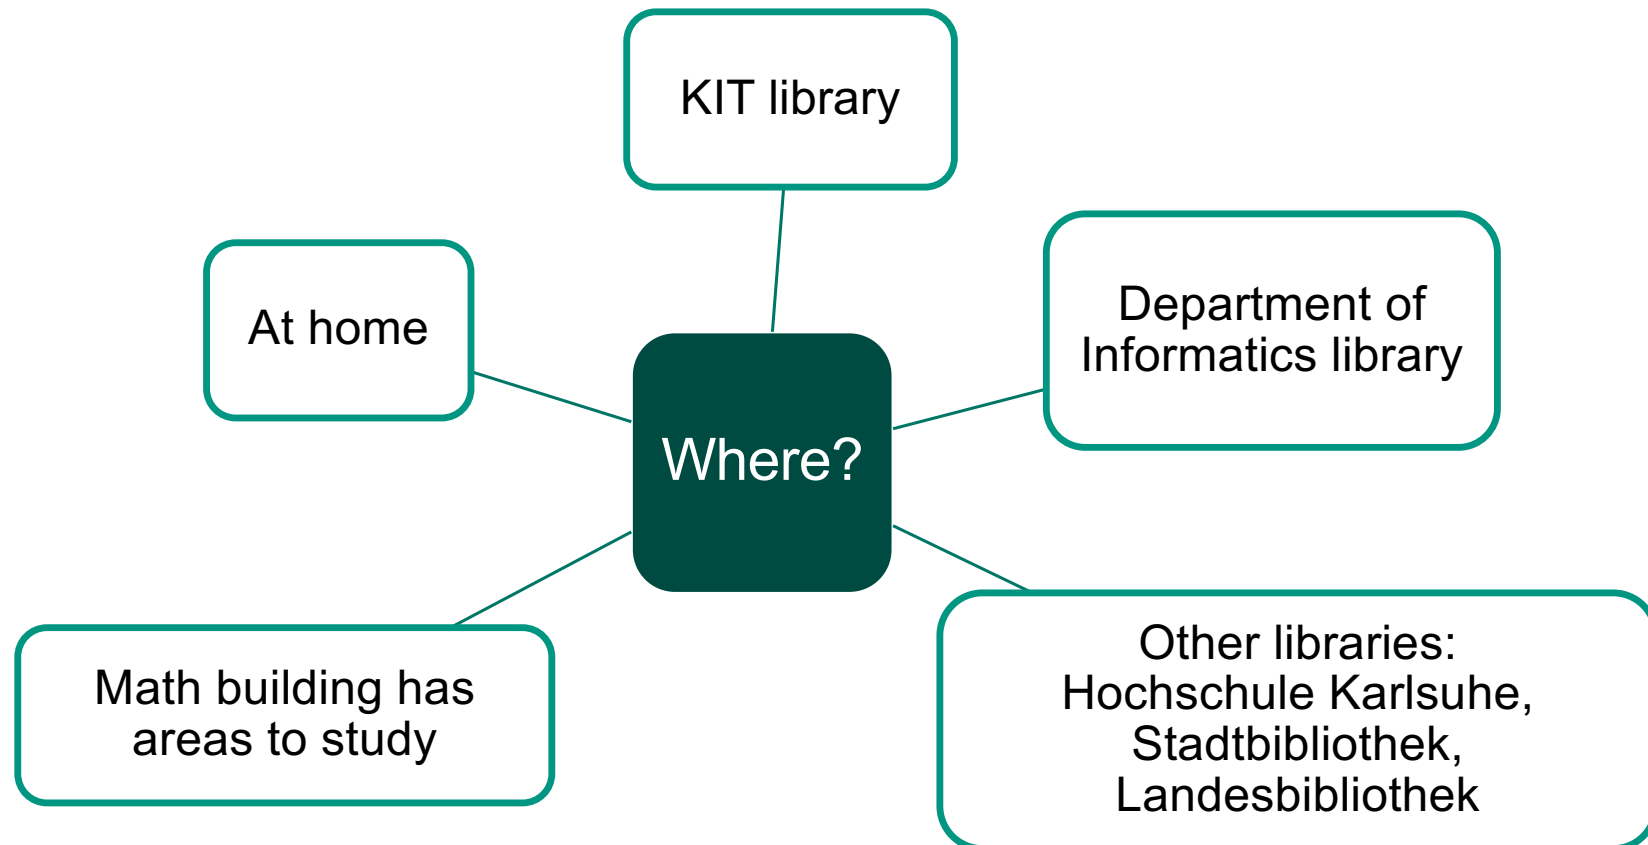 KIT library
At home
Department of
Informatics library
Where?
Math building has
areas to study
Other libraries:
Hochschule Karlsuhe,
Stadtbibliothek,
Landesbibliothek